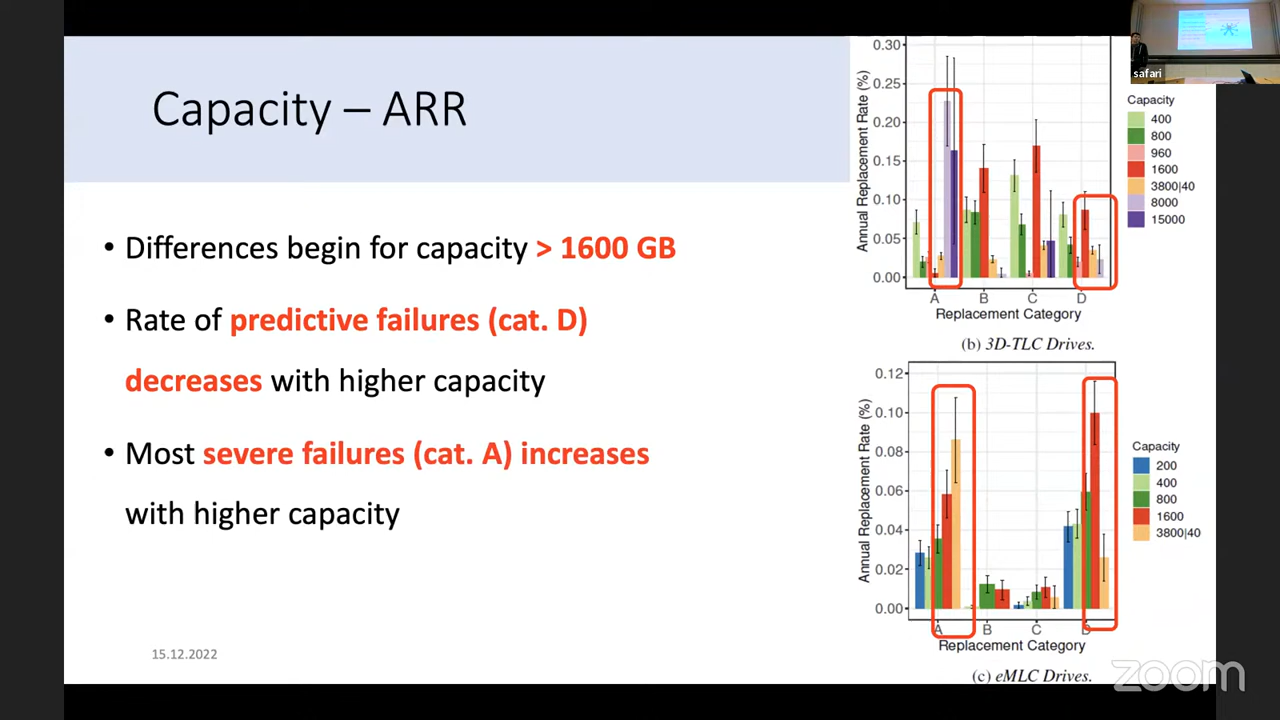 Capacity – ARR
• Differences begin for capacity > 1600 GB
• Rate of predictive failures (cat. D)
decreases with higher capacity
• Most severe failures (cat. A) increases
with higher capacity
15.12.2022
safari
Annual Replacement Rate (%)
0.30
0.25
0.20
0.15
0.10
0.05
0.00
A B C D
Replacement Category
Capacity
400
800
960
1600
3800|40
8000
15000
(b) 3D-TLC Drives.
Annual Replacement Rate (%)
0.12
0.10
0.08
0.06
0.04
0.02
0.00
A B C D
Replacement Category
Capacity
200
400
800
1600
3800|40
(c) eMLC Drives.
zoom